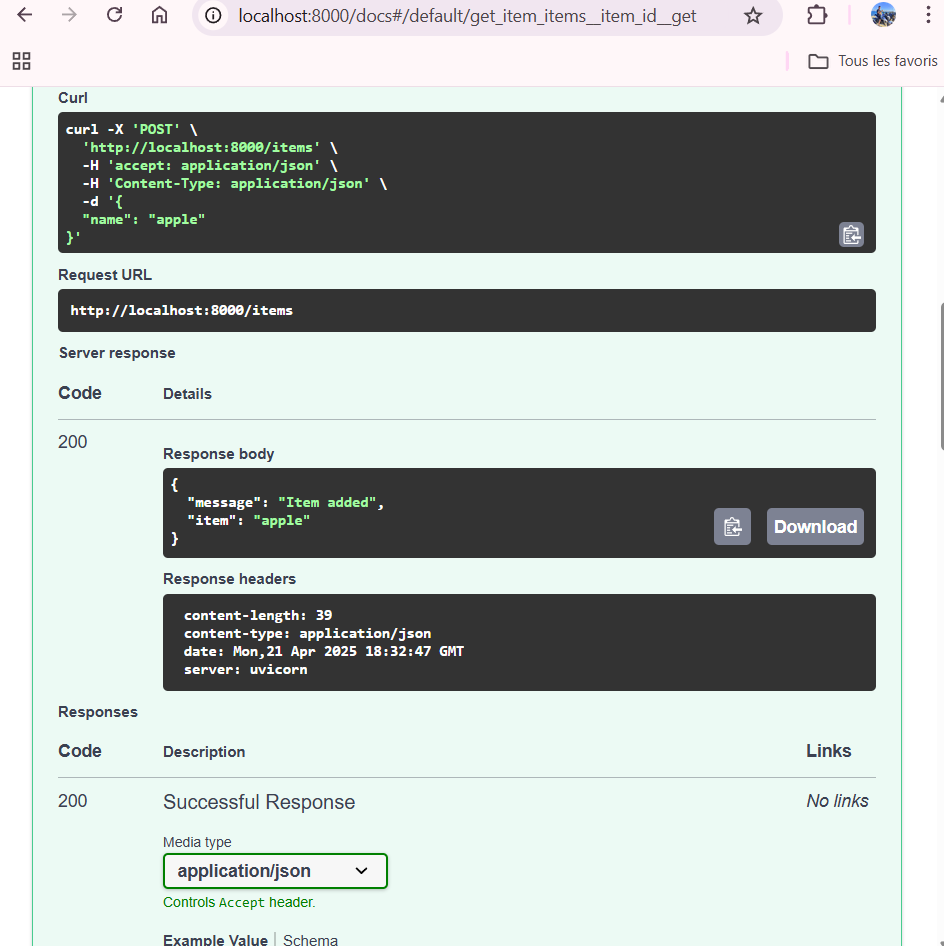 localhost:8000/docs#/default/get_item_items__item_id__get
Tous les favoris
Curl
curl -X 'POST' \
  'http://localhost:8000/items' \
  -H 'accept: application/json' \
  -H 'Content-Type: application/json' \
  -d '{
  "name": "apple"
}'
Request URL
http://localhost:8000/items
Server response
Code Details
200
Response body
{
  "message": "Item added",
  "item": "apple"
}
Download
Response headers
content-length: 39
content-type: application/json
date: Mon,21 Apr 2025 18:32:47 GMT
server: uvicorn
Responses
Code Description Links
200 Successful Response No links
Media type
application/json
Controls Accept header.
Example Value Schema